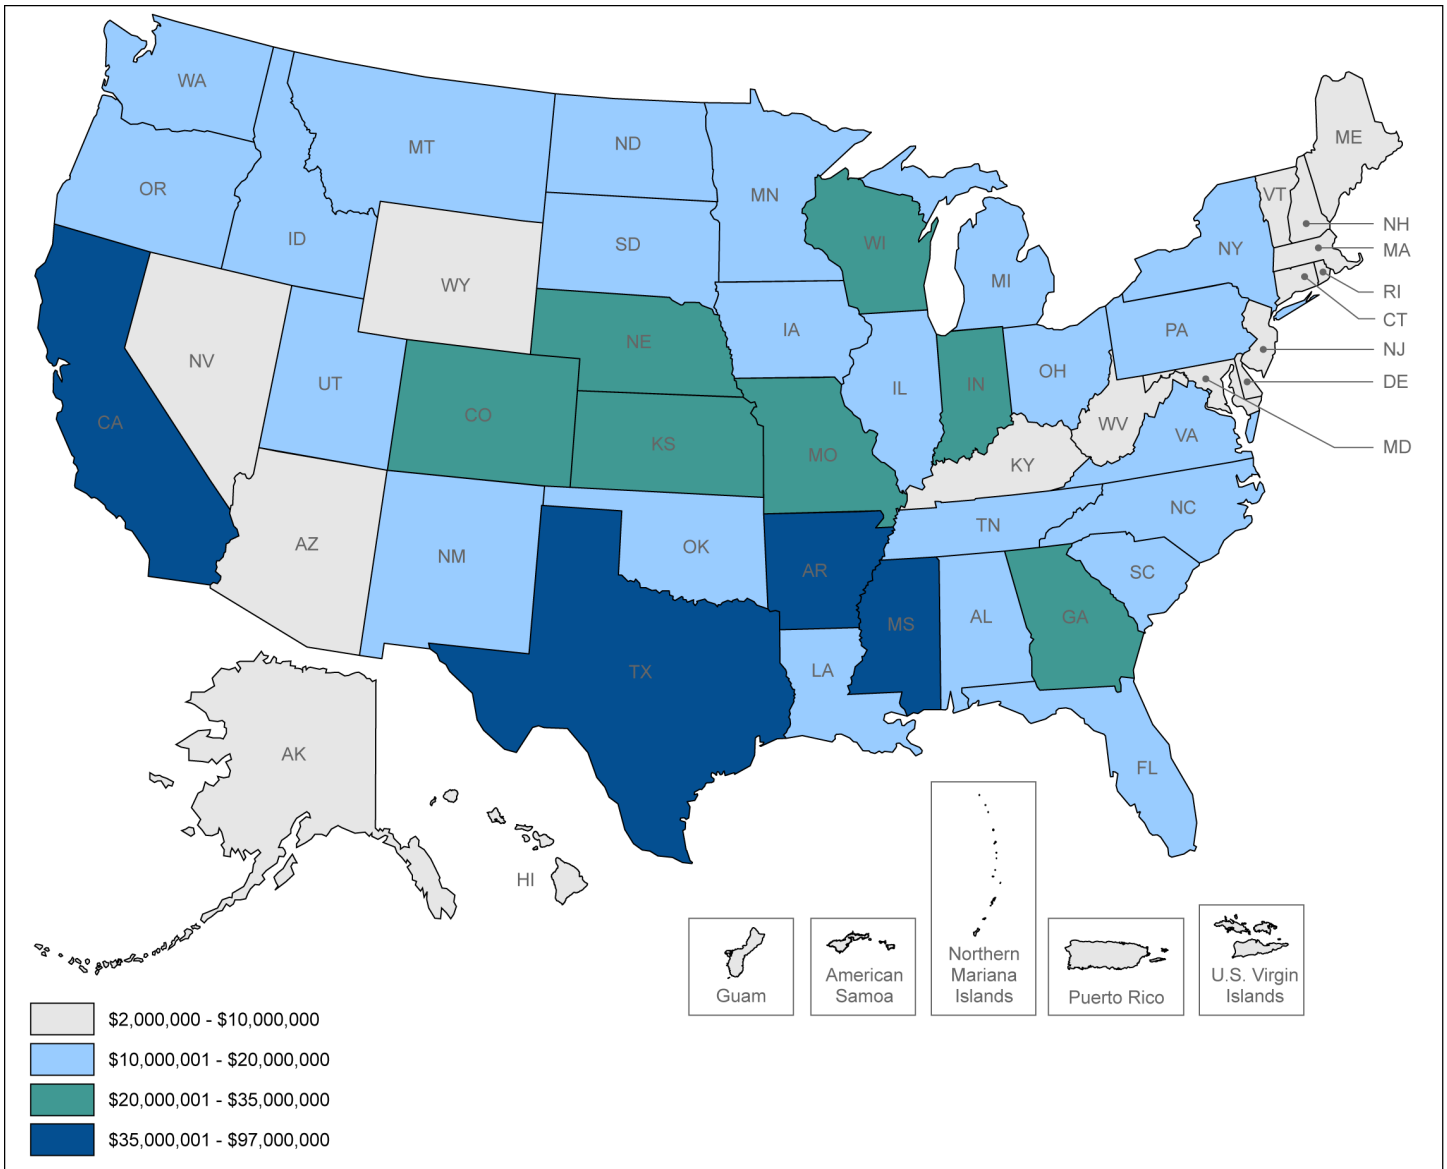 WA
MT
ND
ME
OR
MN
VT
ID
SD
WI
NY
NH
MA
WY
MI
RI
CT
NV
NE
IA
PA
NJ
UT
IL
IN
OH
DE
CA
CO
KS
MO
WV
VA
MD
KY
AZ
NM
OK
AR
TN
NC
SC
TX
LA
MS
AL
GA
AK
FL
HI
Guam
American
Samoa
Northern
Mariana
Islands
Puerto Rico
U.S. Virgin
Islands
$2,000,000 - $10,000,000
$10,000,001 - $20,000,000
$20,000,001 - $35,000,000
$35,000,001 - $97,000,000